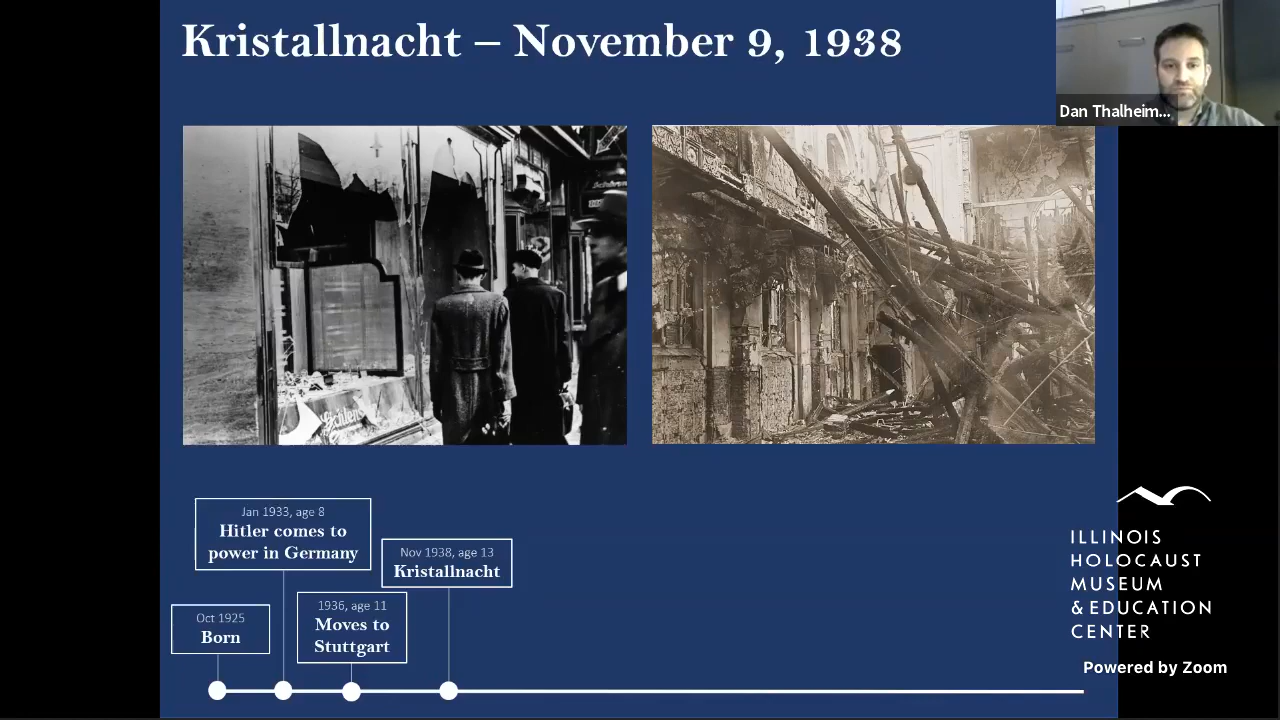 Kristallnacht – November 9, 1938
Dan Thalheim...
Jan 1933, age 8
Hitler comes to
power in Germany
Nov 1938, age 13
Kristallnacht
1936, age 11
Moves to
Stuttgart
Oct 1925
Born
ILLINOIS
HOLOCAUST
MUSEUM
& EDUCATION
CENTER
Powered by Zoom